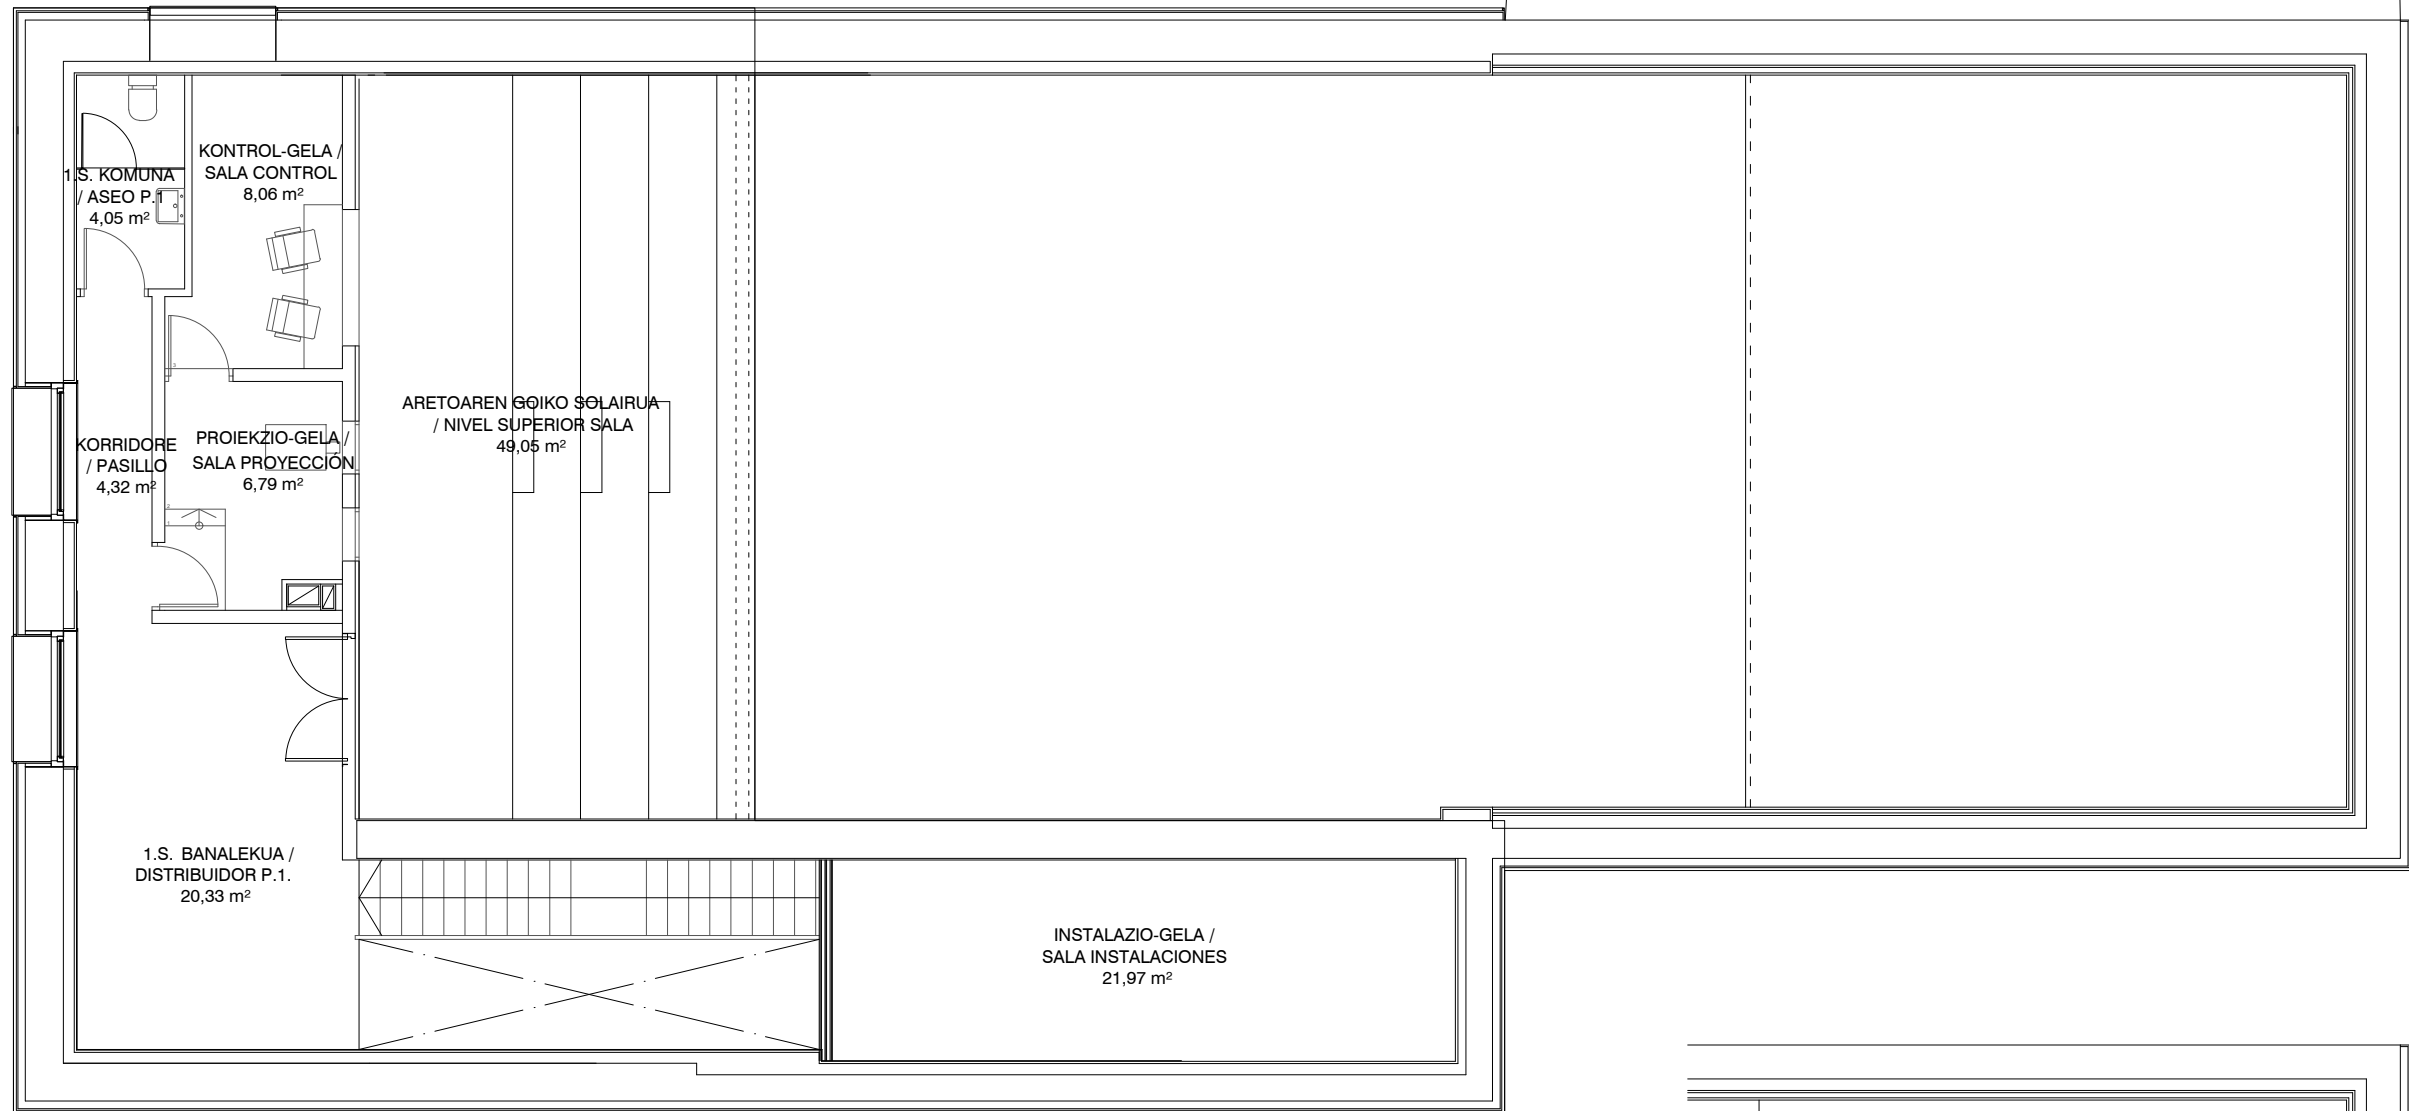 KONTROL-GELA /
SALA CONTROL
8,06 m²
1.S. KOMUNA
/ ASEO P.1
4,05 m²
ARETOAREN GOIKO SOLAIRUA
/ NIVEL SUPERIOR SALA
49,05 m²
KORRIDORE
/ PASILLO
4,32 m²
PROIEKZIO-GELA /
SALA PROYECCIÓN
6,79 m²
1.S. BANALEKUA /
DISTRIBUIDOR P.1.
20,33 m²
INSTALAZIO-GELA /
SALA INSTALACIONES
21,97 m²